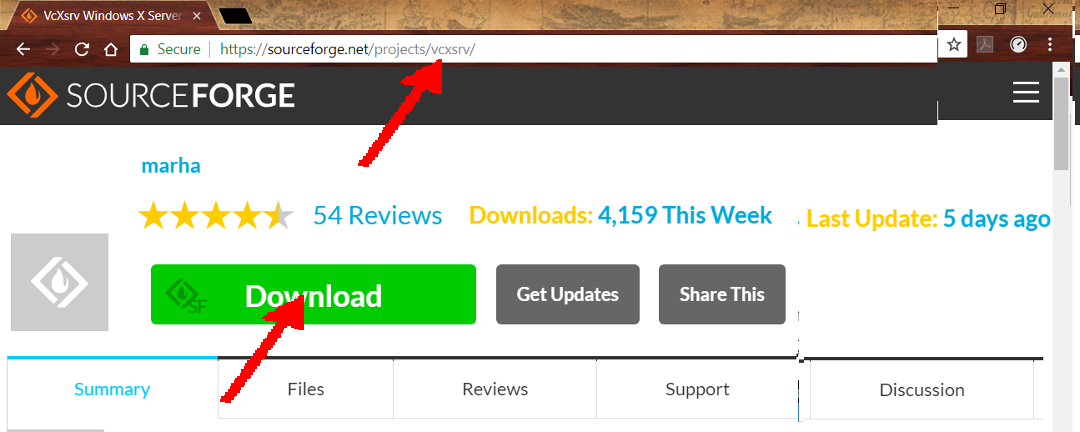 VcXsrv Windows X Server
Secure https://sourceforge.net/projects/vcxsrv/
SOURCEFORGE
marha
54 Reviews Downloads: 4,159 This Week Last Update: 5 days ago
SF Download Get Updates Share This
Summary Files Reviews Support Discussion